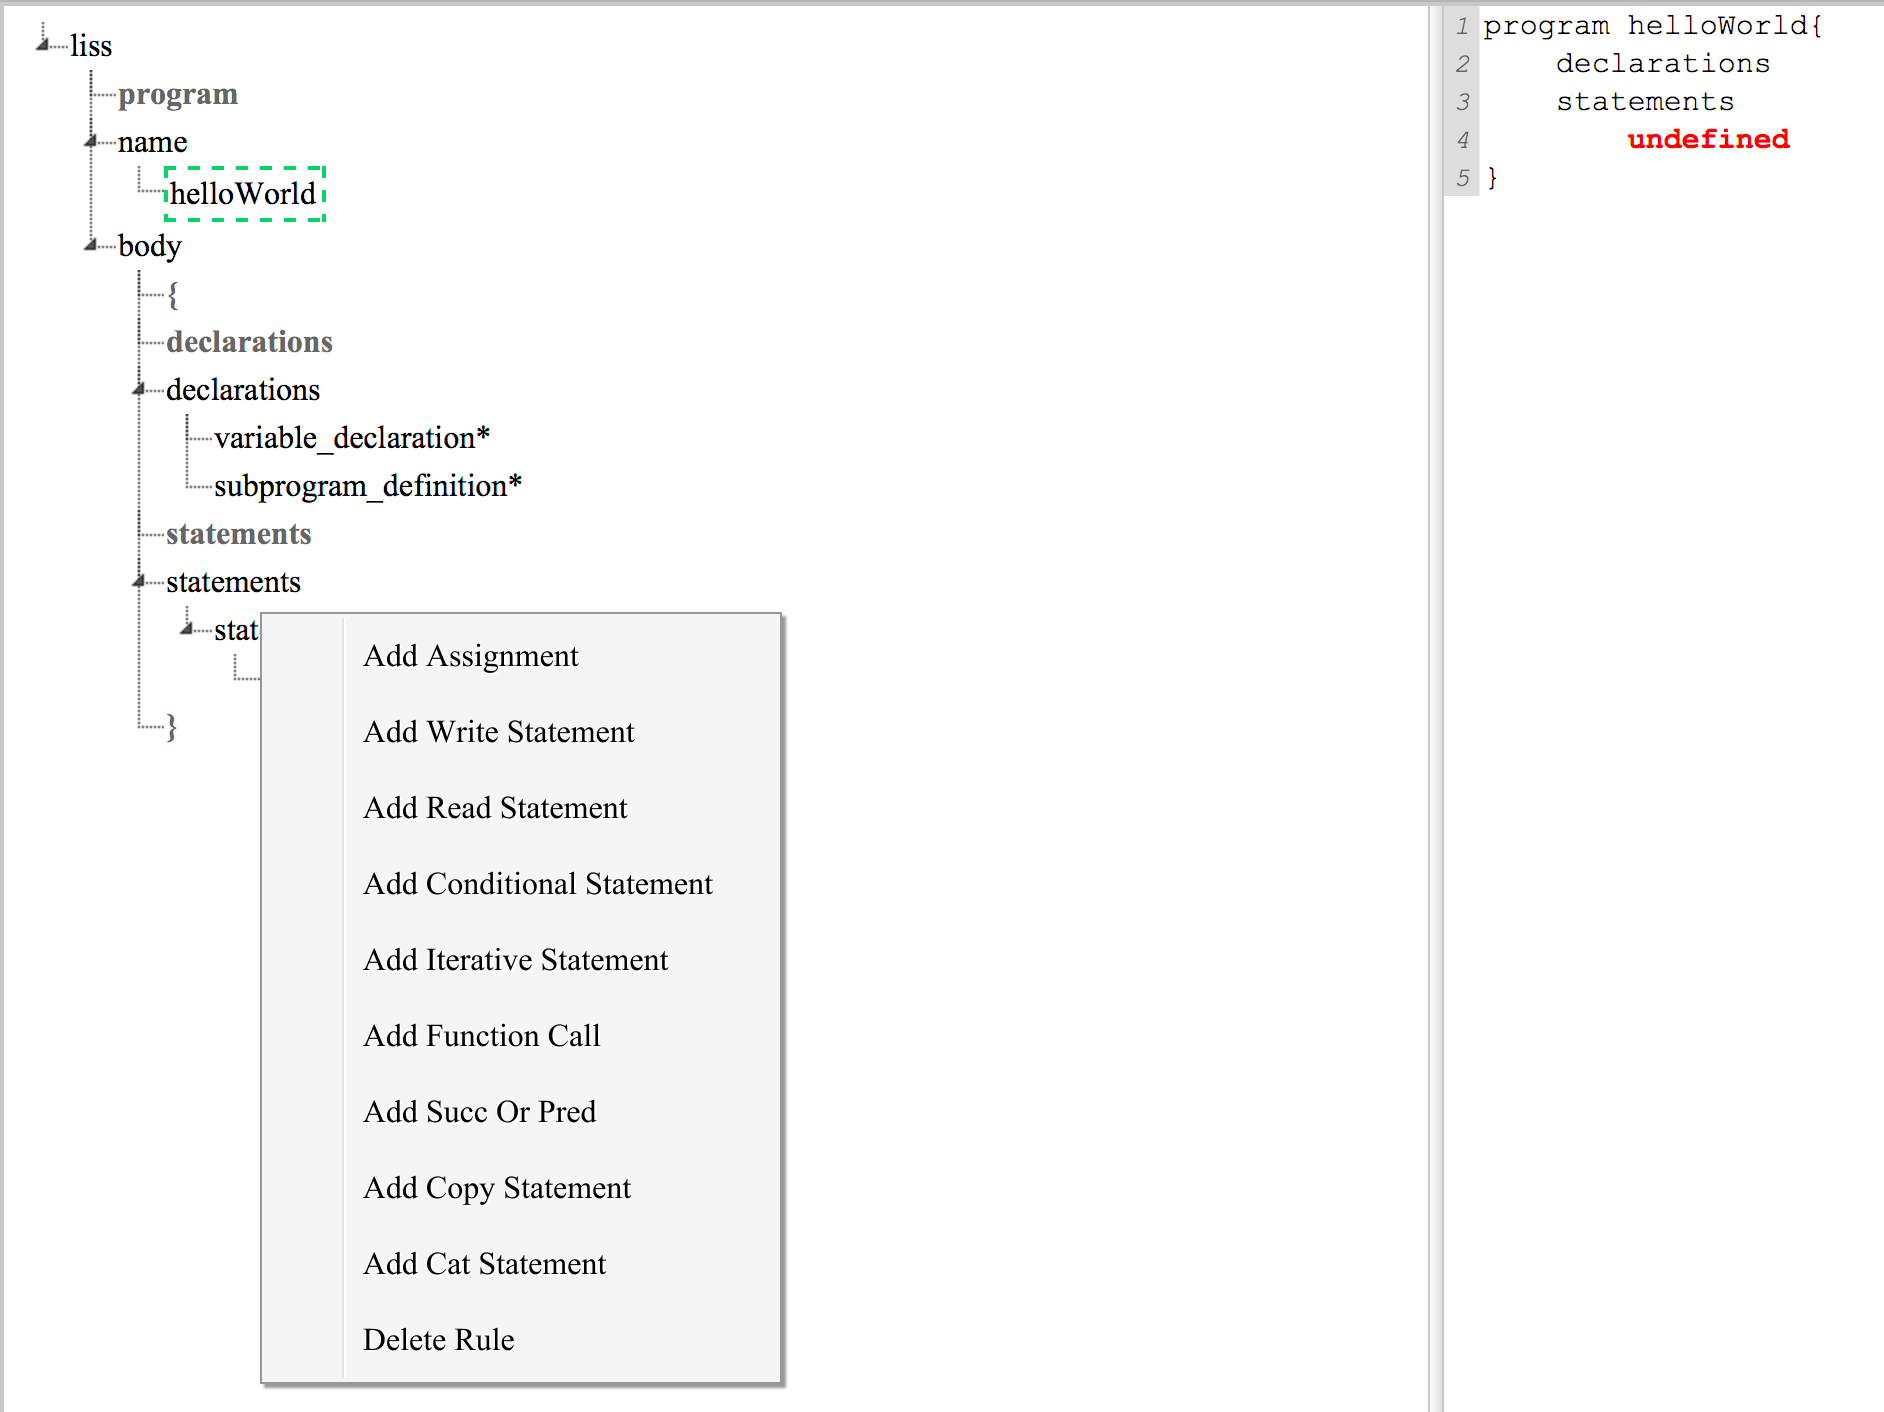 liss
program
name
helloWorld
body
{
declarations
declarations
variable_declaration*
subprogram_definition*
statements
statements
stat
}
Add Assignment
Add Write Statement
Add Read Statement
Add Conditional Statement
Add Iterative Statement
Add Function Call
Add Succ Or Pred
Add Copy Statement
Add Cat Statement
Delete Rule
1 program helloWorld{
2 declarations
3 statements
4 undefined
5 }